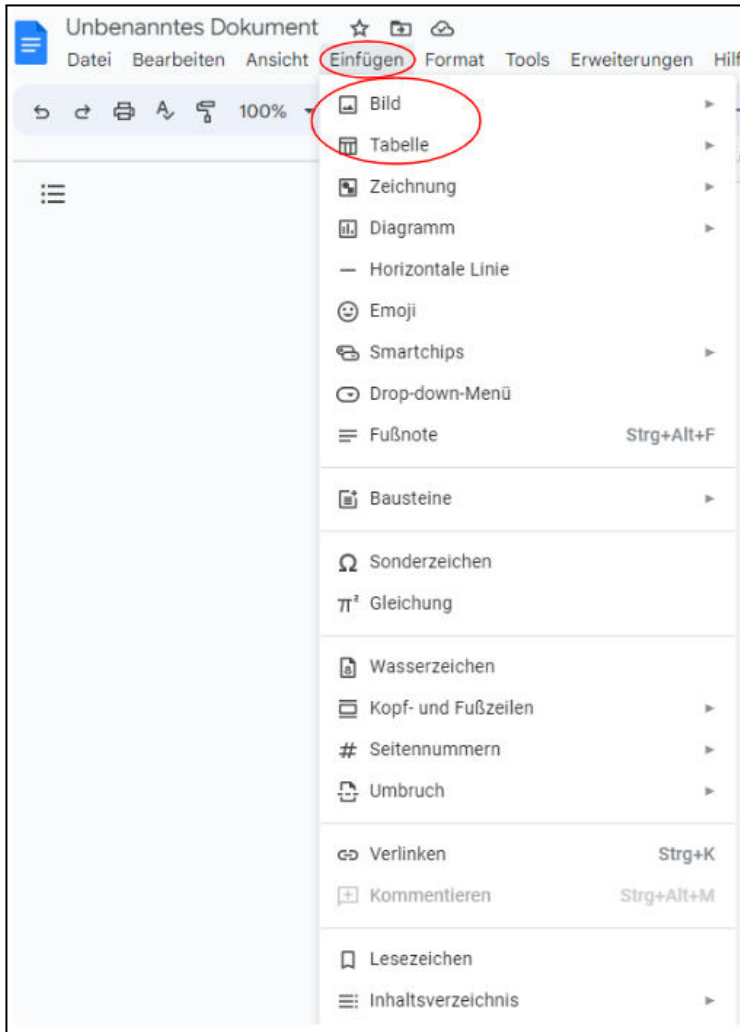 Unbenanntes Dokument
Datei Bearbeiten Ansicht Einfügen Format Tools Erweiterungen Hilf
100%
Bild
Tabelle
Zeichnung
Diagramm
Horizontale Linie
Emoji
Smartchips
Drop-down-Menü
Fußnote Strg+Alt+F
Bausteine
Sonderzeichen
Gleichung
Wasserzeichen
Kopf- und Fußzeilen
Seitennummern
Umbruch
Verlinken Strg+K
Kommentieren Strg+Alt+M
Lesezeichen
Inhaltsverzeichnis